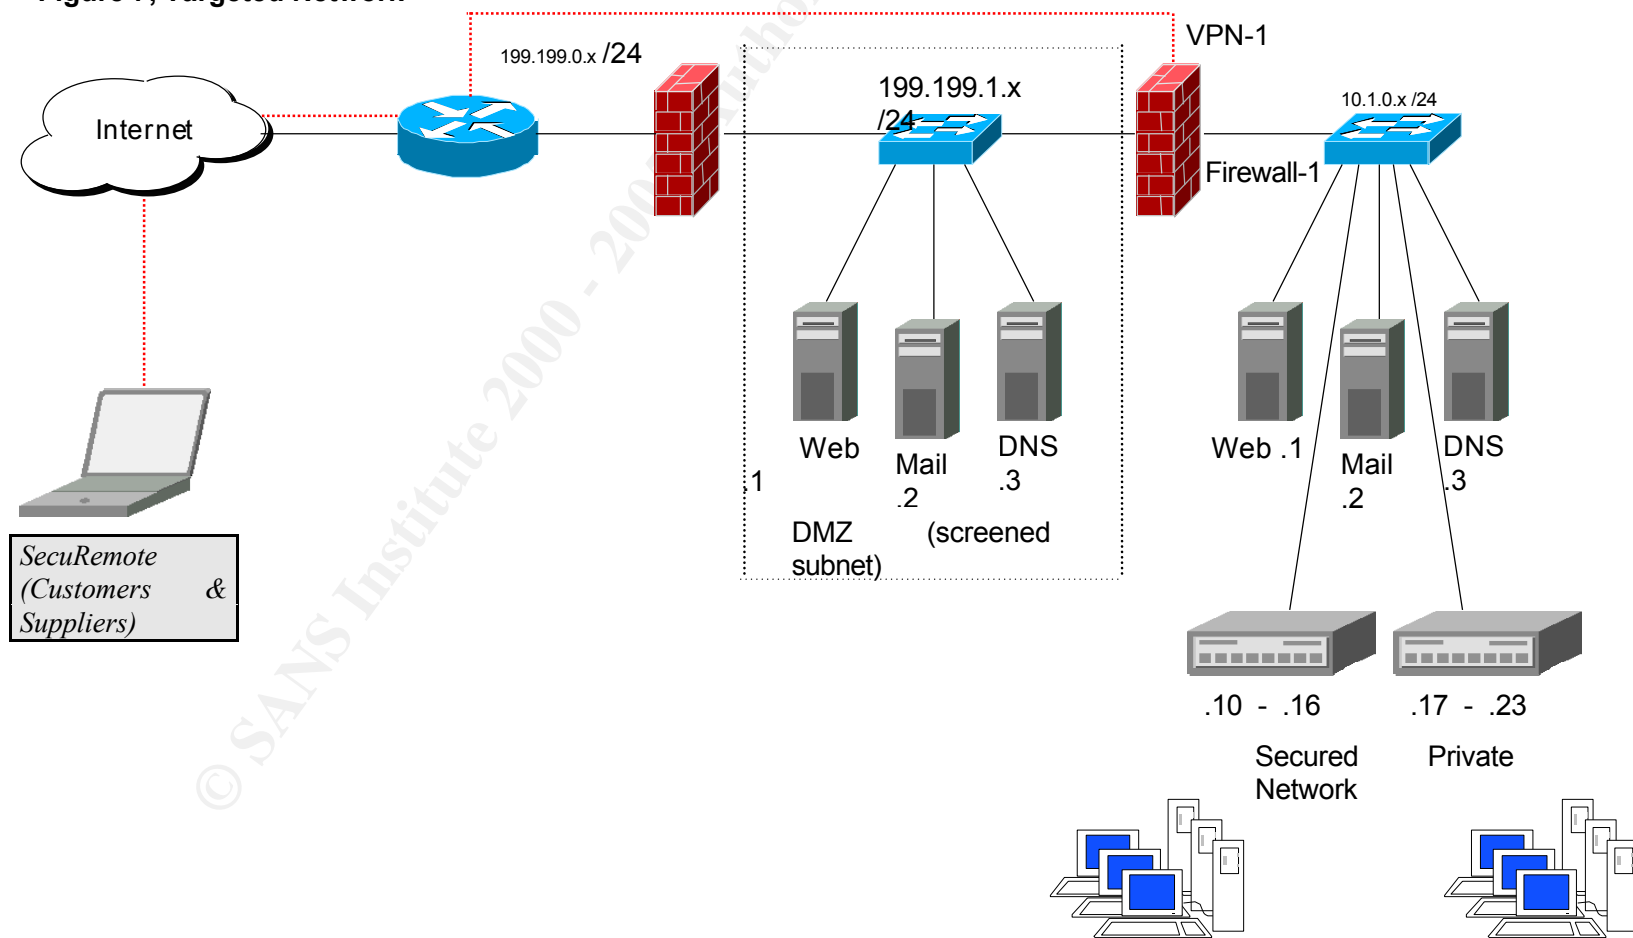 199.199.0.x /24
VPN-1
199.199.1.x
/24
10.1.0.x /24
Internet
Firewall-1
Web
.1
Mail
.2
DNS
.3
DMZ (screened
subnet)
Web .1
Mail
.2
DNS
.3
SecuRemote
(Customers &
Suppliers)
.10 - .16
.17 - .23
Secured
Network
Private
© SANS Institute 2000 - 200